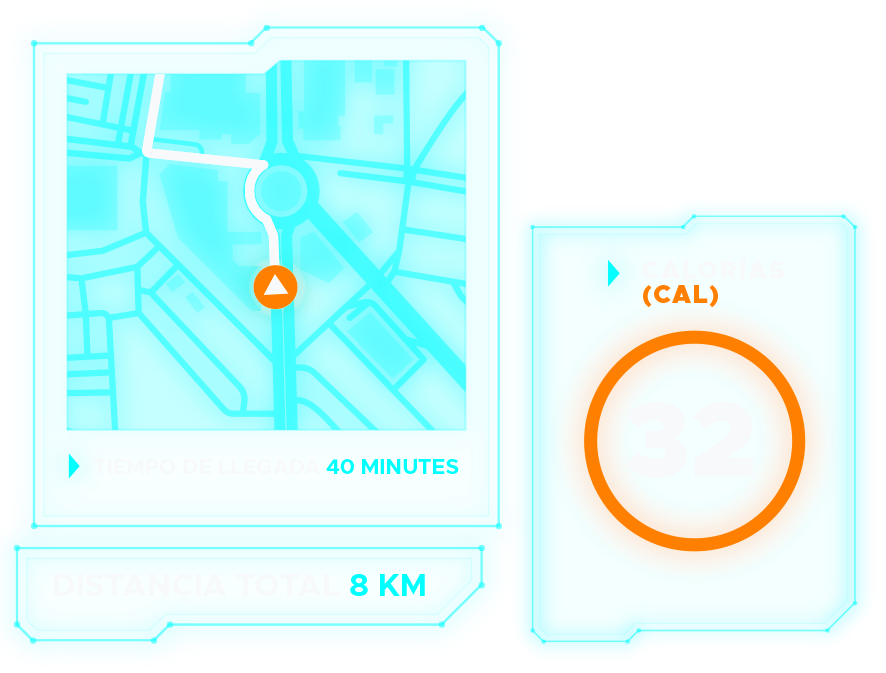 TIEMPO DE LLEGADA 40 MINUTES
DISTANCIA TOTAL 8 KM
CALORÍAS
(CAL)
32